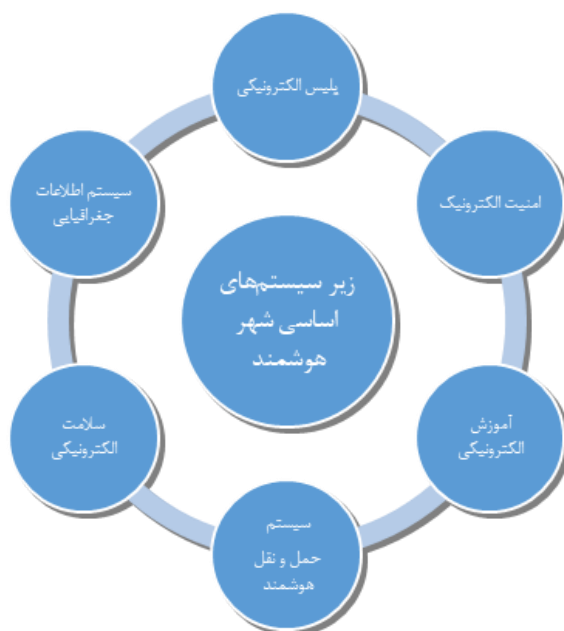 پلیس الکترونیکی
امنیت الکترونیک
سیستم اطلاعات
جغراقیایی
زیر سیستم‌های
اساسی شهر
هوشمند
آموزش
الکترونیکی
سلامت
الکترونیکی
سیستم
حمل و نقل
هوشمند